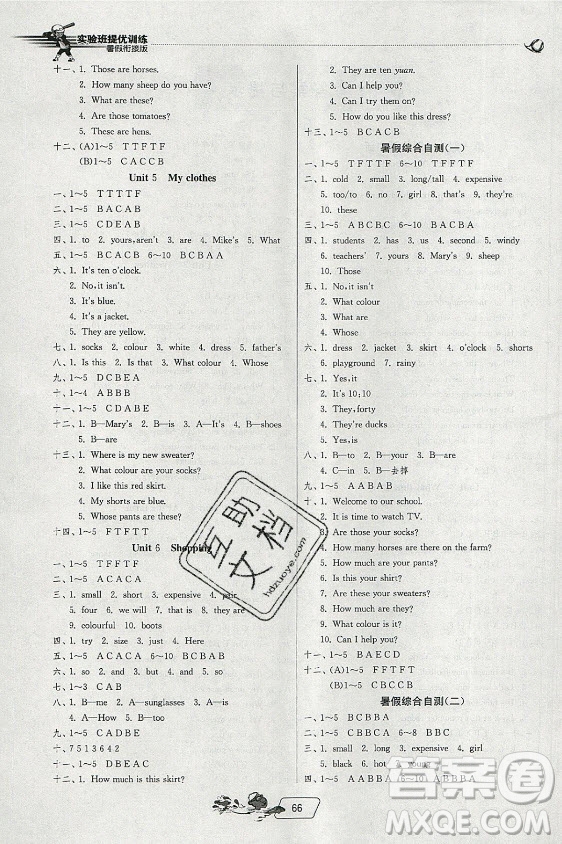 实验班提优训练
暑假衔接版
十一、1. Those are horses.
2. How many sheep do you have?
3. What are these?
4. Are those tomatoes?
5. These are hens.
十二、(A)1～5 TTFTF
(B)1～5 CACCB
Unit 5 My clothes
一、1～5 TTTTF
二、1～5 BACAB
三、1～5 CDEAB
四、1. to 2. yours, aren't 3. are 4. Mike's 5. What
五、1～5 BCACB 6～10 BCBAA
六、1. It's ten o'clock.
2. No, it isn't.
3. It's blue.
4. It's a jacket.
5. They are yellow.
七、1. socks 2. colour 3. white 4. dress 5. father's
八、1. Is this 2. Is that 3. What colour 4. Whose
九、1～5 DCBEA
十、1～4 ABBB
十一、1～5 CDABE
十二、1. B—Mary's 2. B—is 3. A—It's 4. B—shoes
5. B—are
十三、1. Where is my new sweater?
2. What colour are your socks?
3. I like this red skirt.
4. My shorts are blue.
5. Whose pants are these?
十四、1～5 TFFTF
Unit 6 Shopping
一、1～5 TFTFF
二、1～5 ACACA
三、1. small 2. short 3. expensive 4. pair
5. four 6. we will 7. that is 8. sunglasses
9. colourful 10. boots
四、1. try 2. size 3. just 4. Here
五、1～5 ACACA 6～10 BCBAB
六、1. so 2. and 3. but 4. so 5. and
七、1～3 CAB
八、1. B—me 2. A—sunglasses 3. A—is
4. A—How 5. B—too
九、1～5 DBEAC
十、7 5 1 3 6 4 2
十一、1～5 DBEAC
十二、1. How much is this skirt?
2. They are ten yuan.
3. Can I help you?
4. Can I try them on?
5. How do you like this dress?
十三、1～5 BCACB
暑假综合自测(一)
一、1～5 TFTTF 6～10 FTFTF
二、1. cold 2. small 3. long/tall 4. expensive
5. too/to 6. no 7. girl 8. that's 9. they're
10. these
三、1～5 ABCBC 6～10 BACBA
四、1. students 2. has 3. us 4. second 5. windy
6. teachers' 7. yours 8. Mary's 9. sheep
10. Those
五、1. No, it isn't
2. What colour
3. What are
4. Whose
六、1. dress 2. jacket 3. skirt 4. o'clock 5. shorts
6. playground 7. rainy
七、1. Yes, it
2. It's 10:10
3. They, forty
4. They're ducks
5. Yes, is
八、1. B—to 2. B—your 3. B—are
4. C—in 5. B—去掉
九、1～5 AABAB
十、1. Welcome to our school.
2. It is time to watch TV.
3. Who are they?
4. How many horses are there on the farm?
5. How much are your pants?
6. Is this your shirt?
7. Are these your sweaters?
8. How much are they?
9. What colour is it?
10. Can I help you?
十一、1～5 BAECD
十二、(A)1～5 FFTFT
(B)1～5 CBCCB
暑假综合自测(二)
一、1～5 BCBBA
二、1～5 CBBCA 6～8 BBC
三、1. small 2. long 3. expensive 4. girl
5. black 6. hot 7. young
四、1～5 AABBA 6～10 ABBBA
66
互助文档
hdzuoye.com
答案圈
MXQE.COM